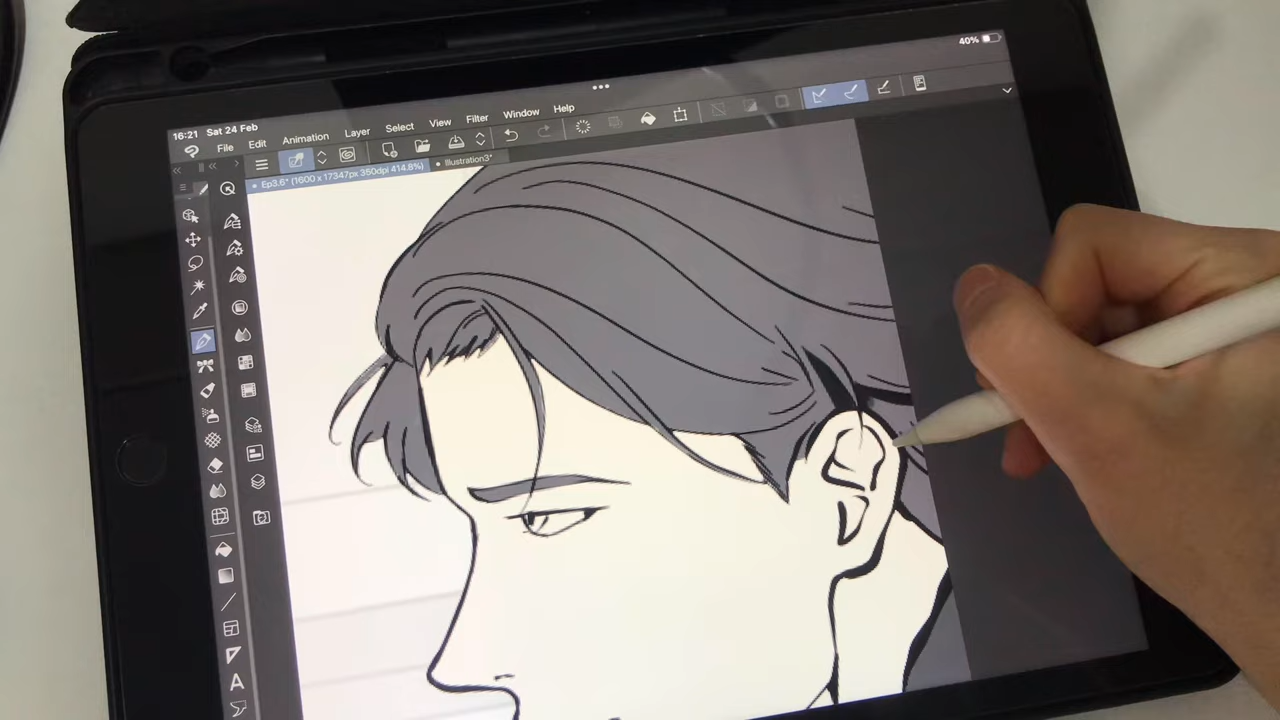 40%
16:21 Sat 24 Feb
File Edit Animation Layer Select View Filter Window Help
Ep3.6* (1600 x 17347px 350dpi 414.8%) Illustration3*
A